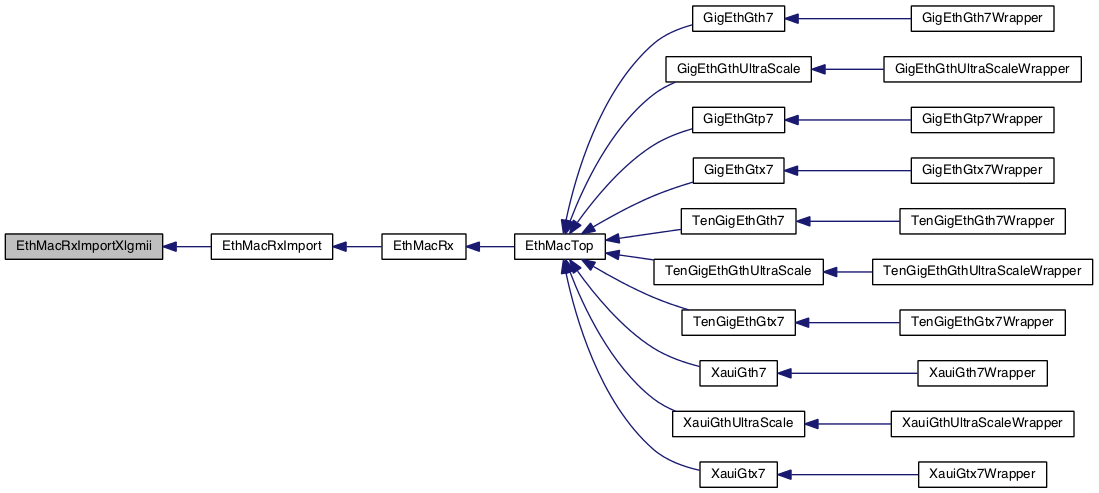 GigEthGth7
GigEthGth7Wrapper
GigEthGthUltraScale
GigEthGthUltraScaleWrapper
GigEthGtp7
GigEthGtp7Wrapper
GigEthGtx7
GigEthGtx7Wrapper
EthMacRxImportXlgmii
EthMacRxImport
EthMacRx
EthMacTop
TenGigEthGth7
TenGigEthGth7Wrapper
TenGigEthGthUltraScale
TenGigEthGthUltraScaleWrapper
TenGigEthGtx7
TenGigEthGtx7Wrapper
XauiGth7
XauiGth7Wrapper
XauiGthUltraScale
XauiGthUltraScaleWrapper
XauiGtx7
XauiGtx7Wrapper